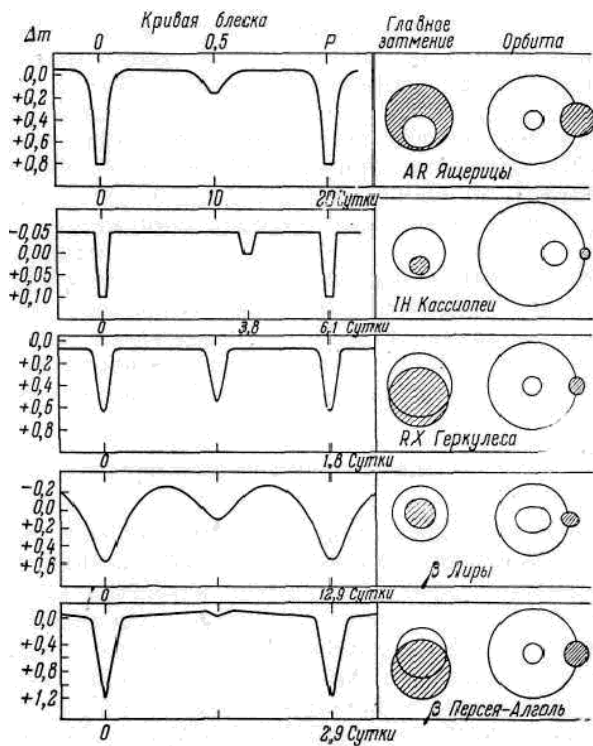 Δm Кривая блеска Главное затмение Орбита
0 0,5 P
0,0
+0,2
+0,4
+0,6
+0,8
AR Ящерицы
0 10 20 Сутки
-0,05
0,00
+0,05
+0,10
IH Кассиопеи
0 3,8 6,1 Сутки
0,0
+0,2
+0,4
+0,6
+0,8
RX Геркулеса
0 1,8 Сутки
-0,2
0,0
+0,2
+0,4
+0,6
β Лиры
0 12,9 Сутки
0,0
+0,4
+0,8
+1,2
β Персея-Алголь
0 2,9 Сутки